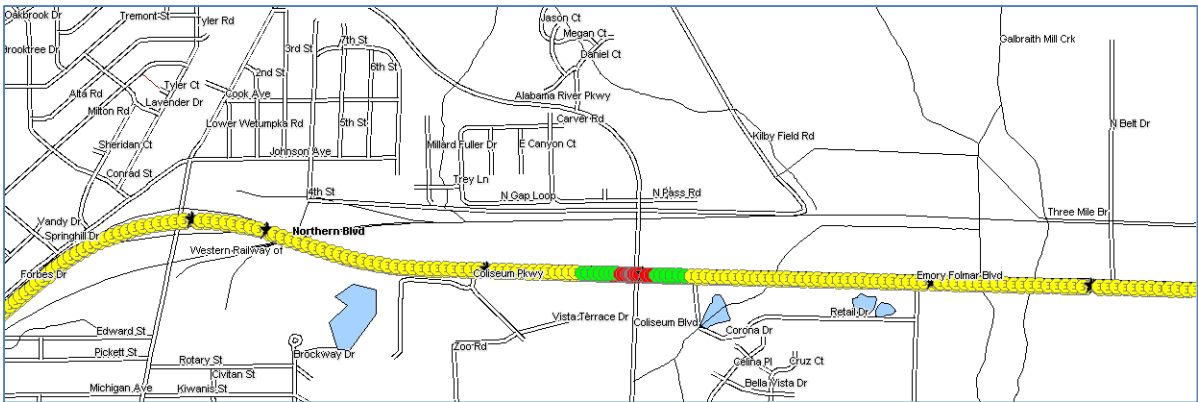 Oakbrook Dr
Tremont St
Tyler Rd
Brooktree Dr
3rd St
7th St
6th St
2nd St
Alta Rd
Tyler Ct
Lavender Dr
Milton Rd
Cook Ave
Lower Wetumpka Rd
5th St
Sheridan Ct
Johnson Ave
Conrad St
4th St
Jason Ct
Megan Ct
Daniel Ct
Alabama River Pkwy
Carver Rd
Millard Fuller Dr
E Canyon Ct
Trey Ln
N Gap Loop
N Pass Rd
Kilby Field Rd
Galbraith Mill Crk
N Belt Dr
Three Mile Br
Vandy Dr
Springhill Dr
Northern Blvd
Western Railway of
Forbes Dr
Coliseum Pkwy
Emory Folmar Blvd
Edward St
Pickett St
Rotary St
Civitan St
Michigan Ave
Kiwanis St
Brockway Dr
Zoo Rd
Vista Terrace Dr
Coliseum Blvd
Corona Dr
Retail Dr
Celina Pl
Cruz Ct
Bella Vista Dr